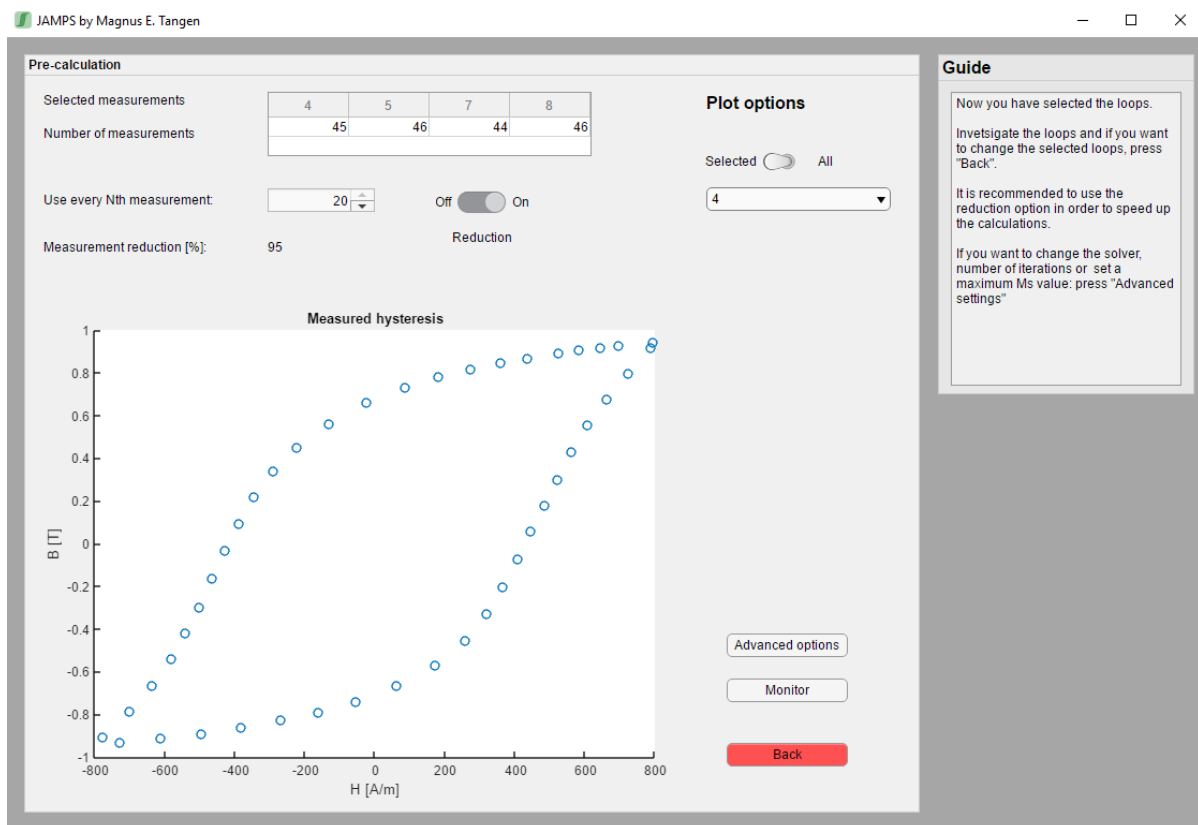 JAMPS by Magnus E. Tangen
Pre-calculation
Selected measurements
4 5 7 8
Number of measurements
45 46 44 46
Use every Nth measurement:
20
Off On
Reduction
Measurement reduction [%]:
95
Plot options
Selected All
4
Measured hysteresis
1
0.8
0.6
0.4
0.2
0
-0.2
-0.4
-0.6
-0.8
-1
B [T]
-800 -600 -400 -200 0 200 400 600 800
H [A/m]
Advanced options
Monitor
Back
Guide
Now you have selected the loops.
Invetsigate the loops and if you want
to change the selected loops, press
"Back".
It is recommended to use the
reduction option in order to speed up
the calculations.
If you want to change the solver,
number of iterations or set a
maximum Ms value: press "Advanced
settings"